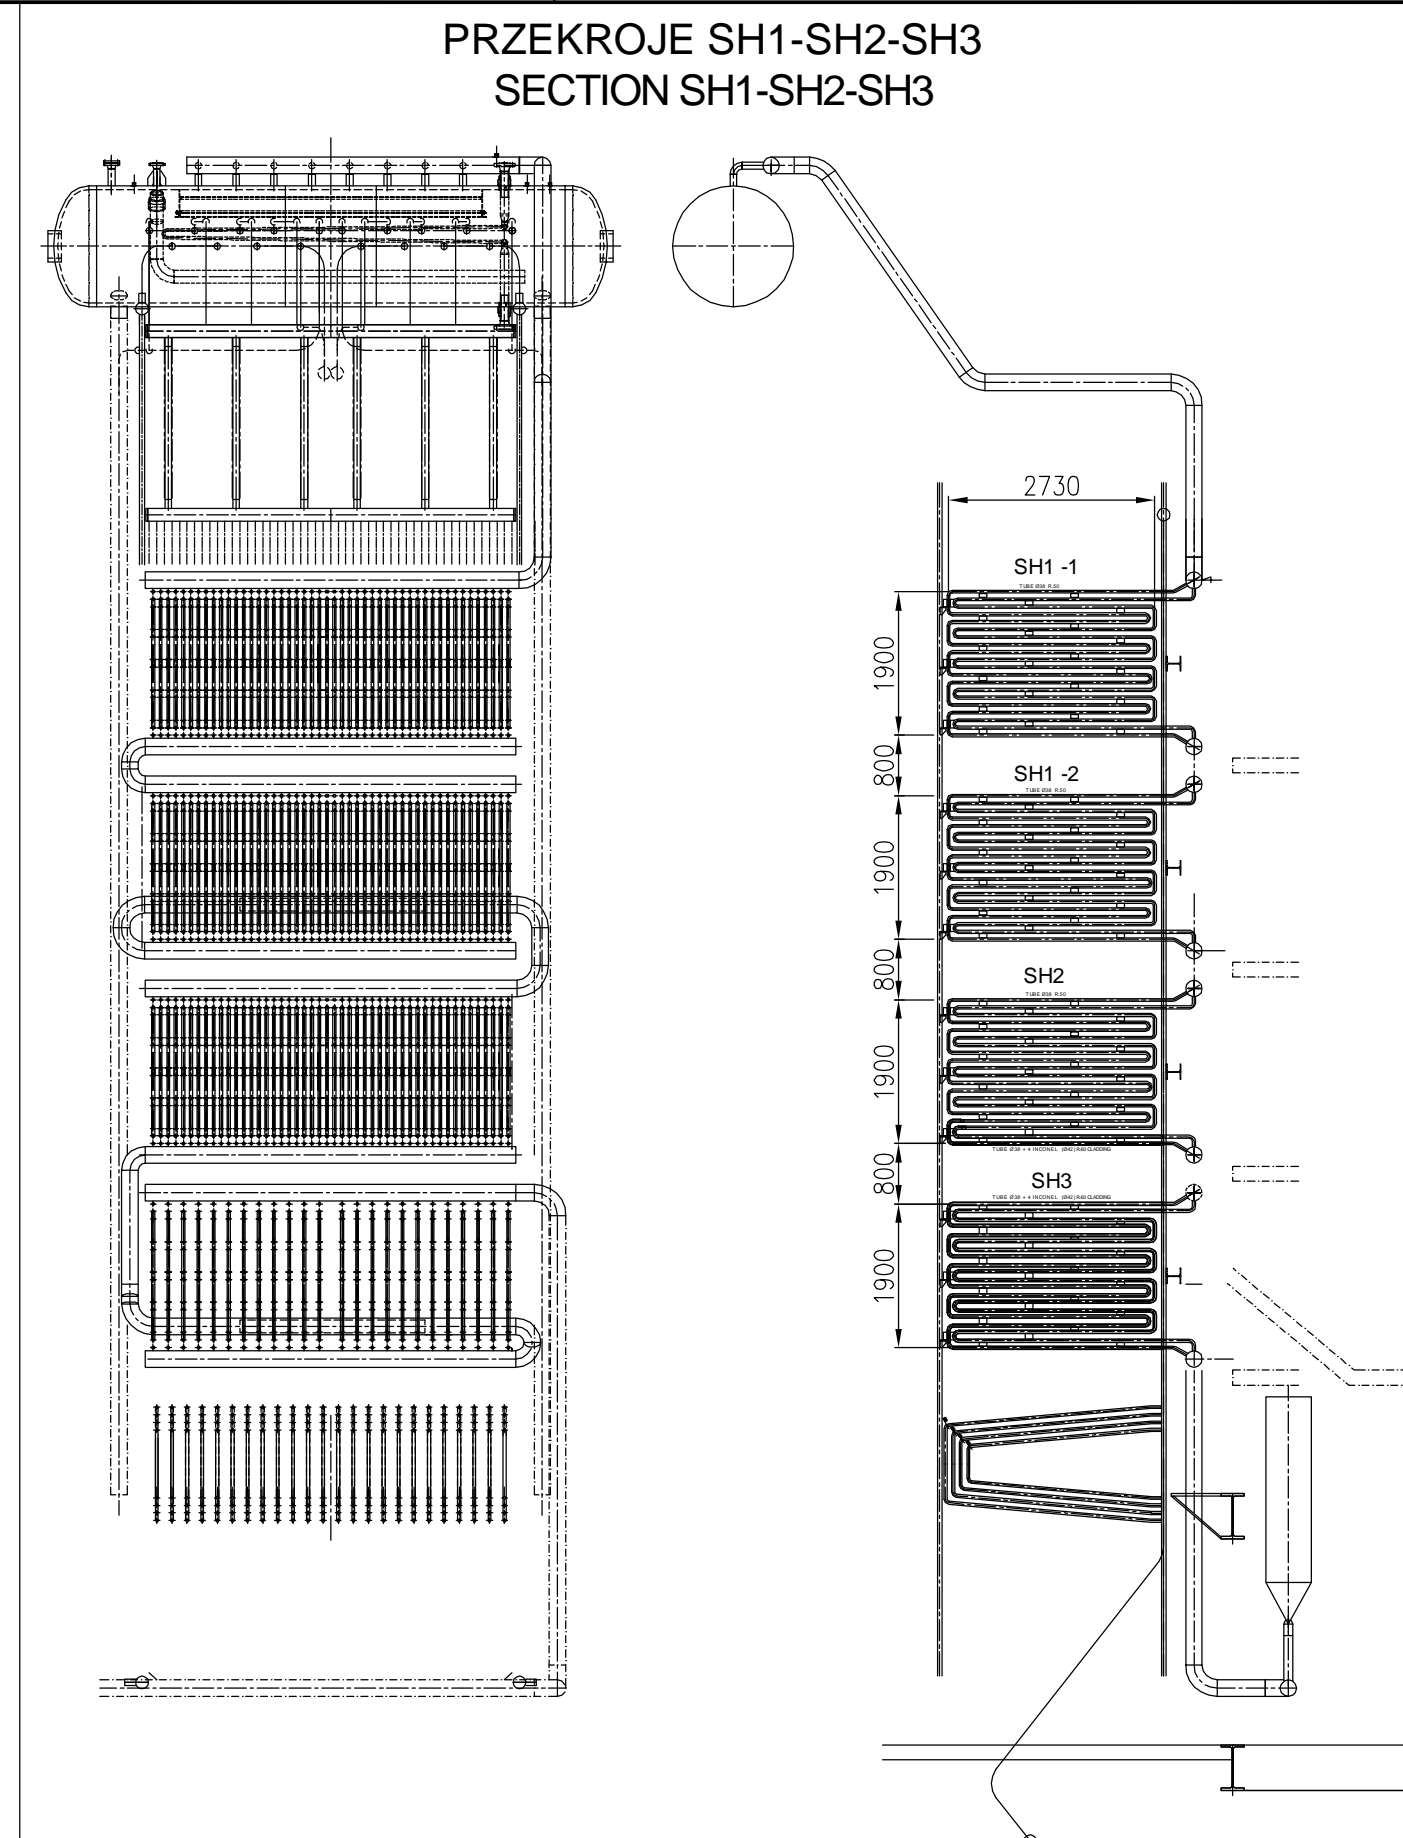 PRZEKROJE SH1-SH2-SH3
SECTION SH1-SH2-SH3
2730
SH1 -1
TUBE Ø38 R.50
1900
800
SH1 -2
TUBE Ø38 R.50
1900
800
SH2
TUBE Ø38 R.50
1900
TUBE Ø38 + 4 INCONEL (Ø42) R60 CLADDING
800
SH3
TUBE Ø38 + 4 INCONEL (Ø42) R60 CLADDING
1900